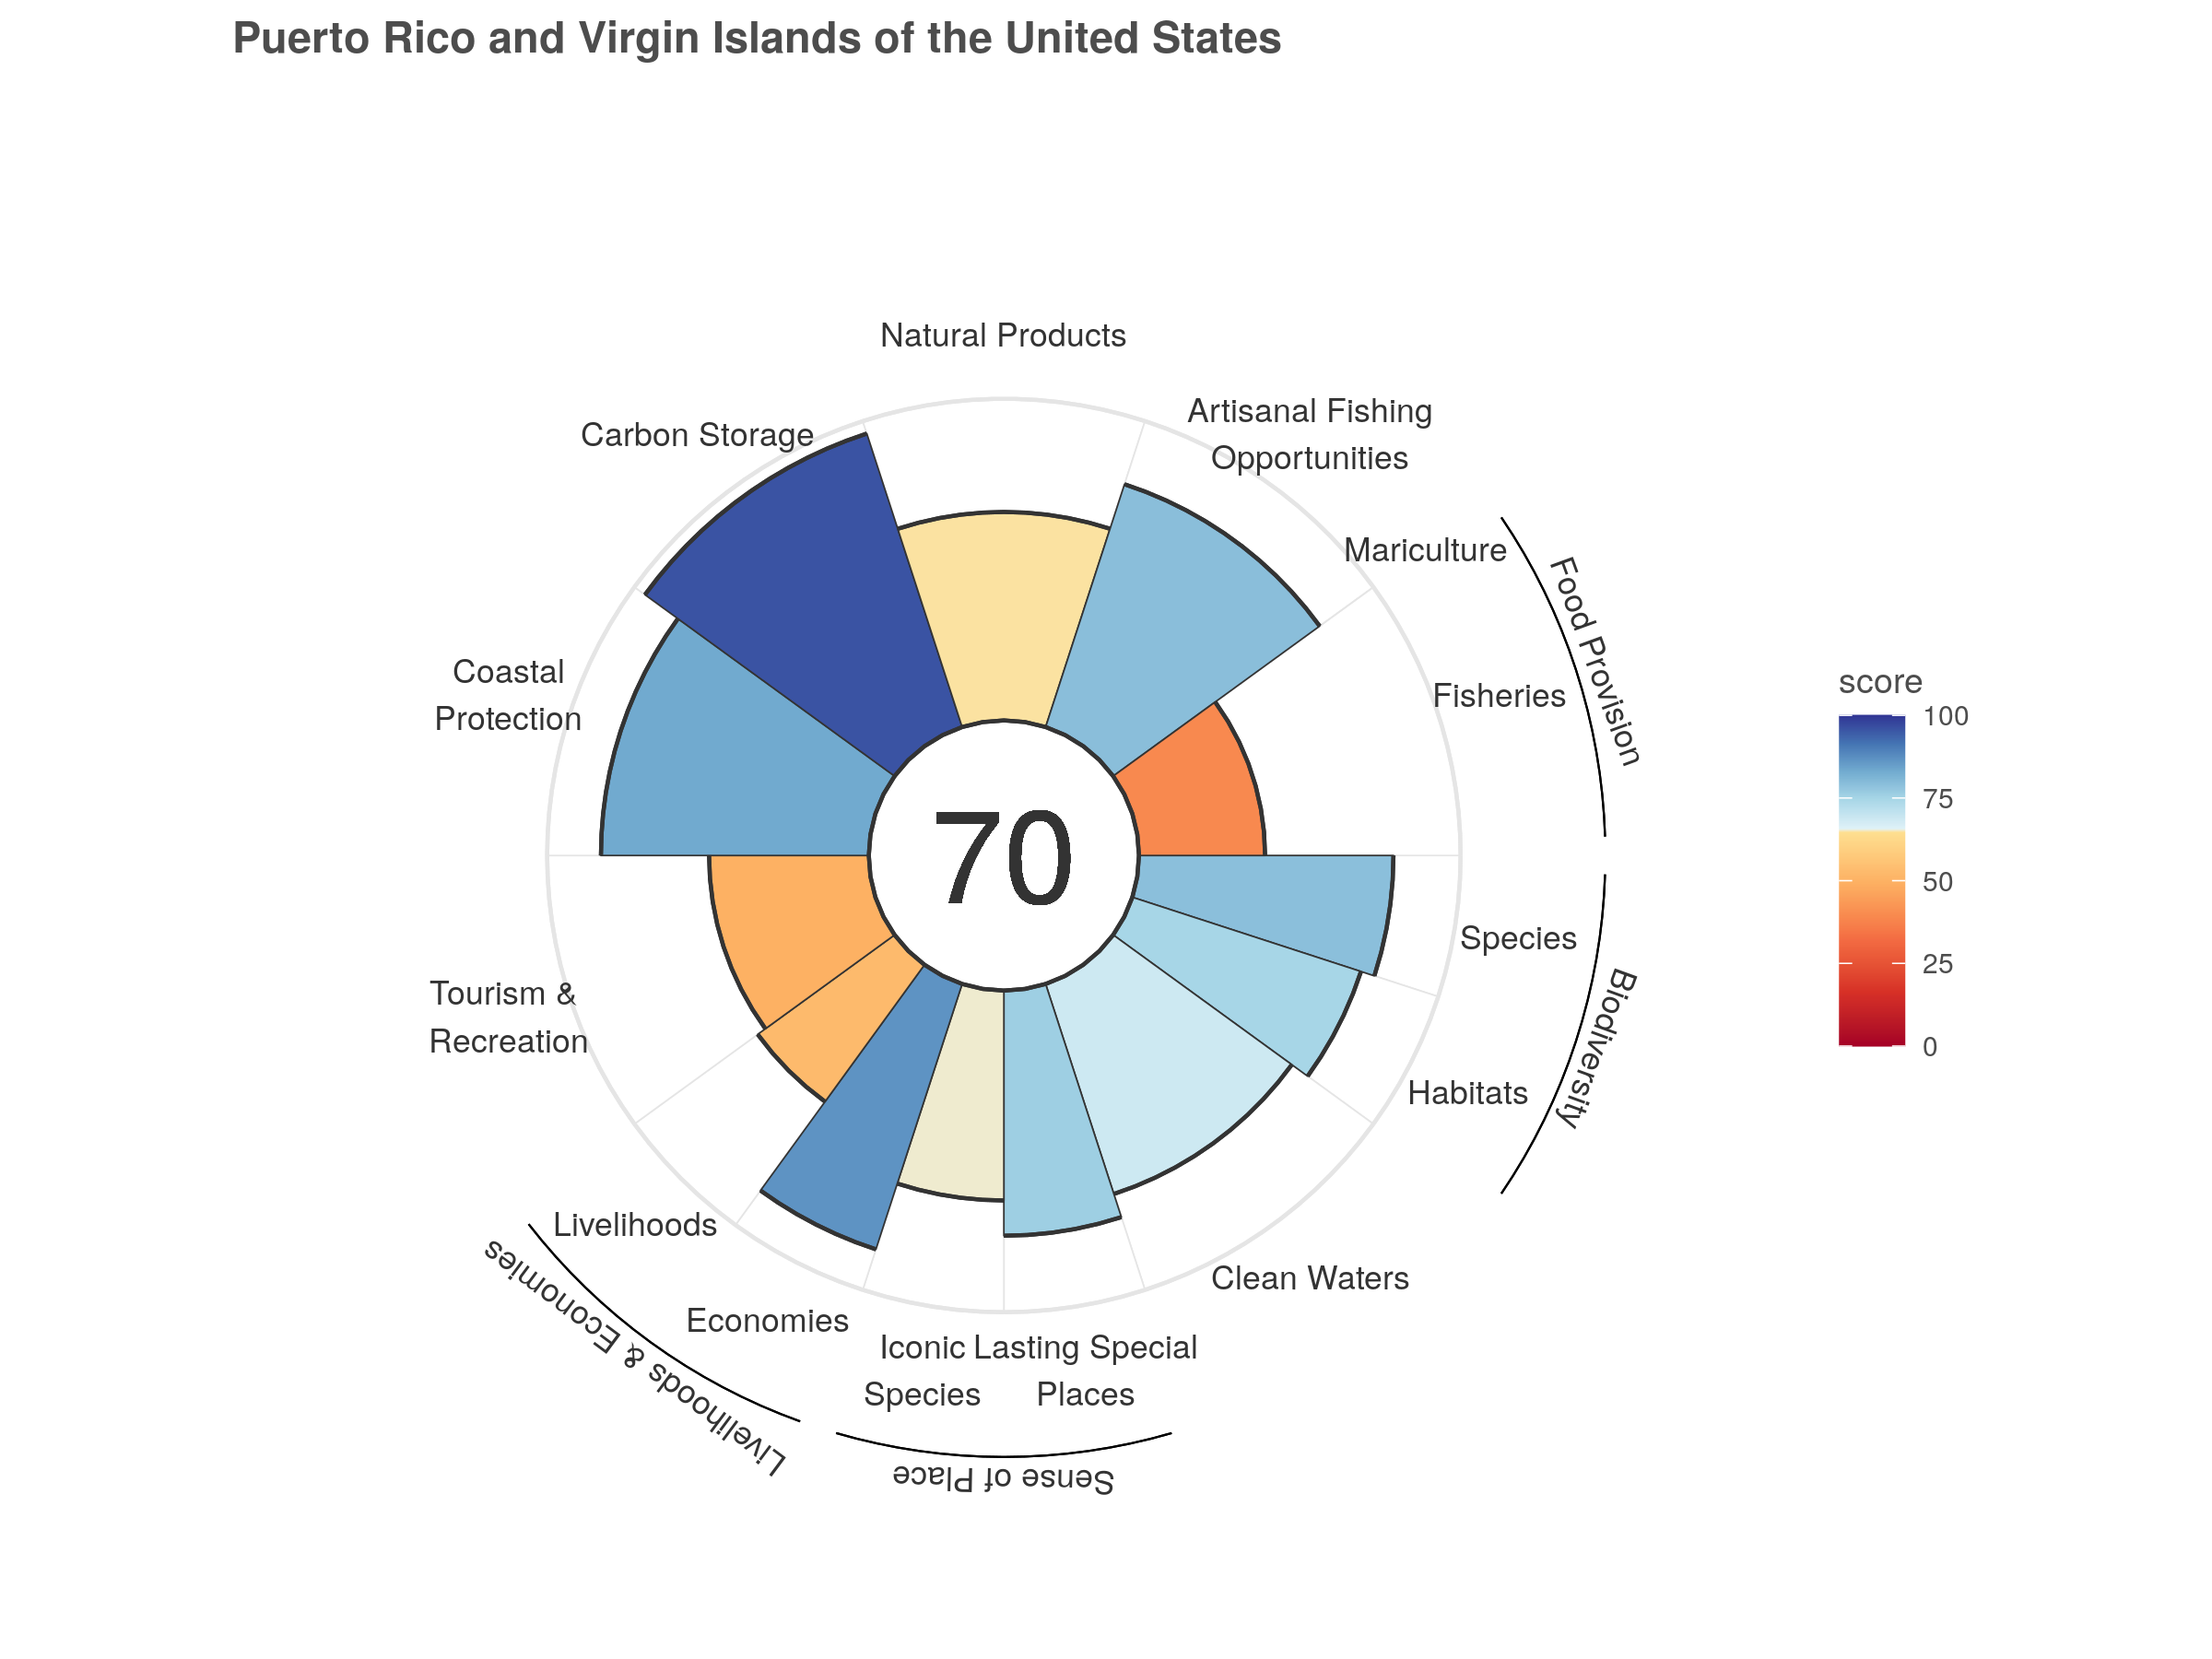 Puerto Rico and Virgin Islands of the United States
Natural Products
Artisanal Fishing
Opportunities
Carbon Storage
Mariculture
Food Provision
Fisheries
Coastal
Protection
score
100
75
50
25
0
70
Species
Biodiversity
Habitats
Tourism &
Recreation
Livelihoods
Livelihoods & Economies
Economies
Clean Waters
Iconic
Species
Lasting Special
Places
Sense of Place